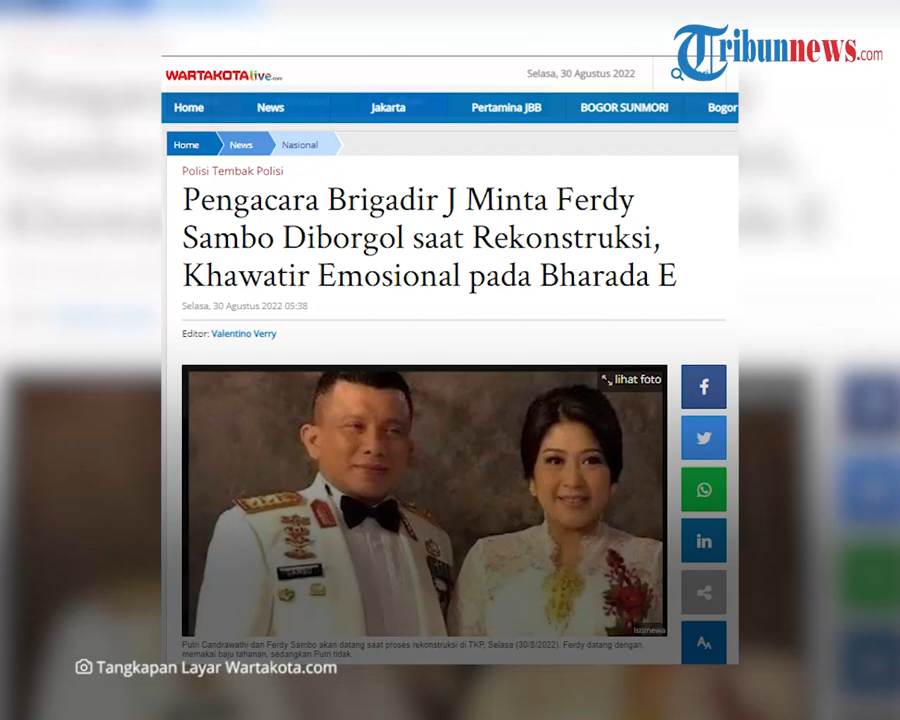 Tribunnews.com
WARTAKOTAlive.com
Selasa, 30 Agustus 2022
Home News Jakarta Pertamina JBB BOGOR SUNMORI Bogor
Home News Nasional
Polisi Tembak Polisi
Pengacara Brigadir J Minta Ferdy
Sambo Diborgol saat Rekonstruksi,
Khawatir Emosional pada Bharada E
Selasa, 30 Agustus 2022 05:38
Editor: Valentino Verry
lihat foto
SAMBO
Istimewa
Putri Candrawathi dan Ferdy Sambo akan datang saat proses rekonstruksi di TKP, Selasa (30/8/2022). Ferdy datang dengan
memakai baju tahanan, sedangkan Putri tidak.
Tangkapan Layar Wartakota.com